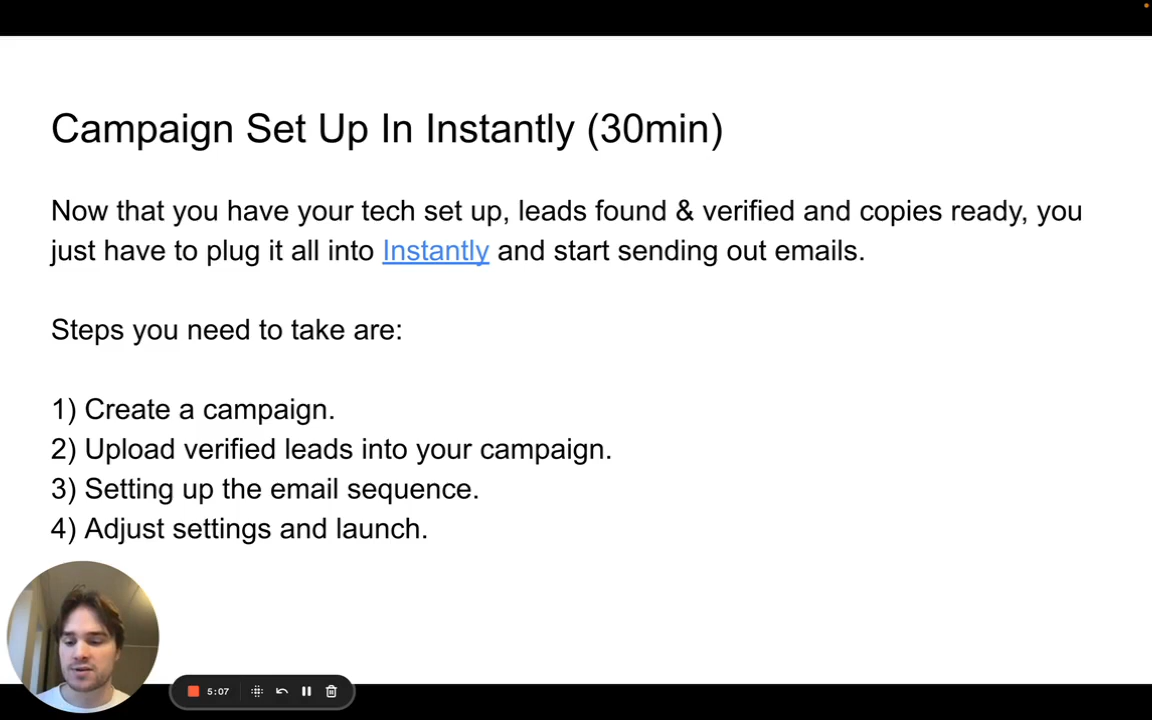 Campaign Set Up In Instantly (30min)
Now that you have your tech set up, leads found & verified and copies ready, you
just have to plug it all into Instantly and start sending out emails.
Steps you need to take are:
1) Create a campaign.
2) Upload verified leads into your campaign.
3) Setting up the email sequence.
4) Adjust settings and launch.
5:07